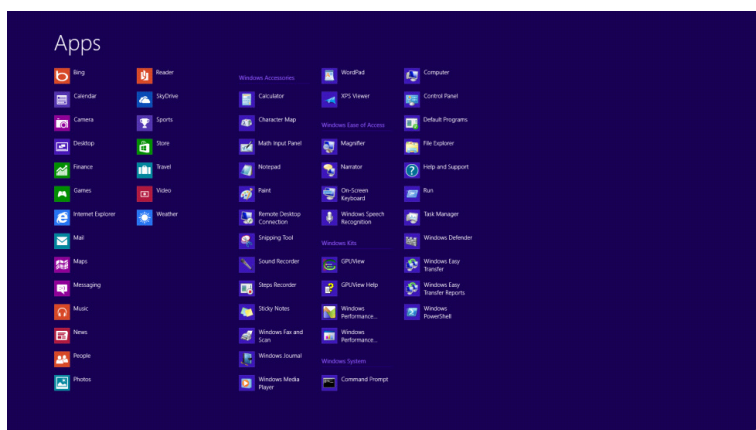 Apps
Bing
Calendar
Camera
Desktop
Finance
Games
Internet Explorer
Mail
Maps
Messaging
Music
News
People
Photos
Reader
SkyDrive
Sports
Store
Travel
Video
Weather
Windows Accessories
Calculator
Character Map
Math Input Panel
Notepad
Paint
Remote Desktop
Connection
Snipping Tool
Sound Recorder
Steps Recorder
Sticky Notes
Windows Fax and
Scan
Windows Journal
Windows Media
Player
WordPad
XPS Viewer
Windows Ease of Access
Magnifier
Narrator
On-Screen
Keyboard
Windows Speech
Recognition
Windows Kits
GPUView
GPUView Help
Windows
Performance...
Windows
Performance...
Windows System
Command Prompt
Computer
Control Panel
Default Programs
File Explorer
Help and Support
Run
Task Manager
Windows Defender
Windows Easy
Transfer
Windows Easy
Transfer Reports
Windows
PowerShell